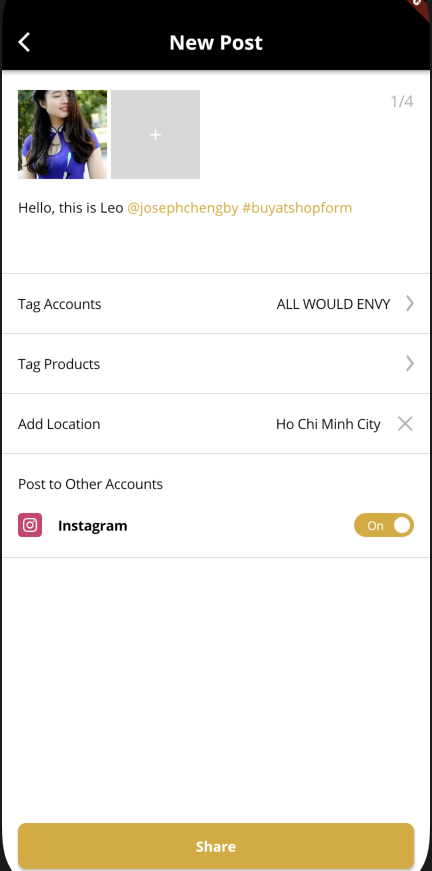 New Post
1/4
+
Hello, this is Leo @josephchengby #buyatshopform
Tag Accounts ALL WOULD ENVY
Tag Products
Add Location Ho Chi Minh City
Post to Other Accounts
Instagram On
Share